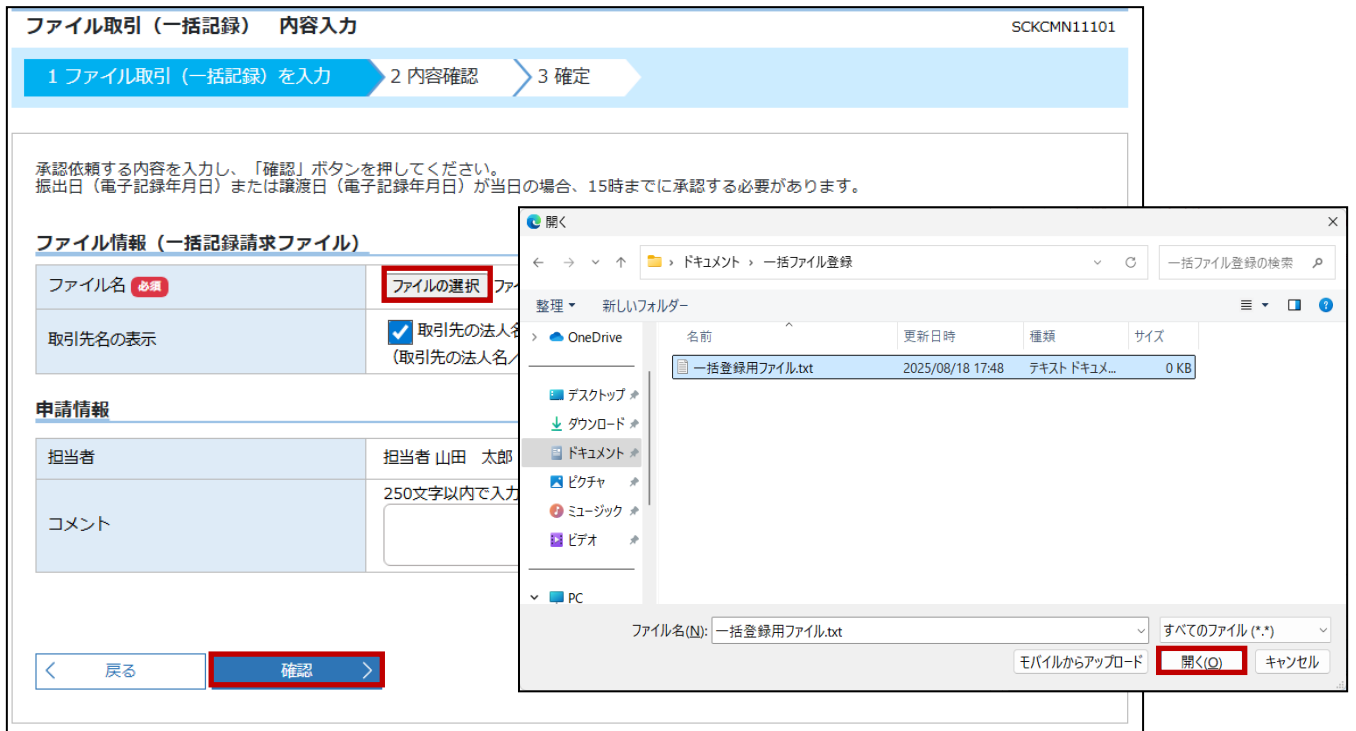 ファイル取引（一括記録）　内容入力
SCKCMN11101
1 ファイル取引（一括記録）を入力
2 内容確認
3 確定
承認依頼する内容を入力し、「確認」ボタンを押してください。
振出日（電子記録年月日）または譲渡日（電子記録年月日）が当日の場合、15時までに承認する必要があります。
ファイル情報（一括記録請求ファイル）
ファイル名 必須
ファイルの選択 ファイ
取引先名の表示
取引先の法人名
（取引先の法人名／
申請情報
担当者
担当者 山田　太郎
コメント
250文字以内で入力
戻る
確認
開く
ドキュメント › 一括ファイル登録
一括ファイル登録の検索
整理
新しいフォルダー
OneDrive
デスクトップ
ダウンロード
ドキュメント
ピクチャ
ミュージック
ビデオ
PC
名前 更新日時 種類 サイズ
一括登録用ファイル.txt 2025/08/18 17:48 テキスト ドキュメ... 0 KB
ファイル名(N): 一括登録用ファイル.txt
すべてのファイル (*.*)
モバイルからアップロード
開く(O)
キャンセル